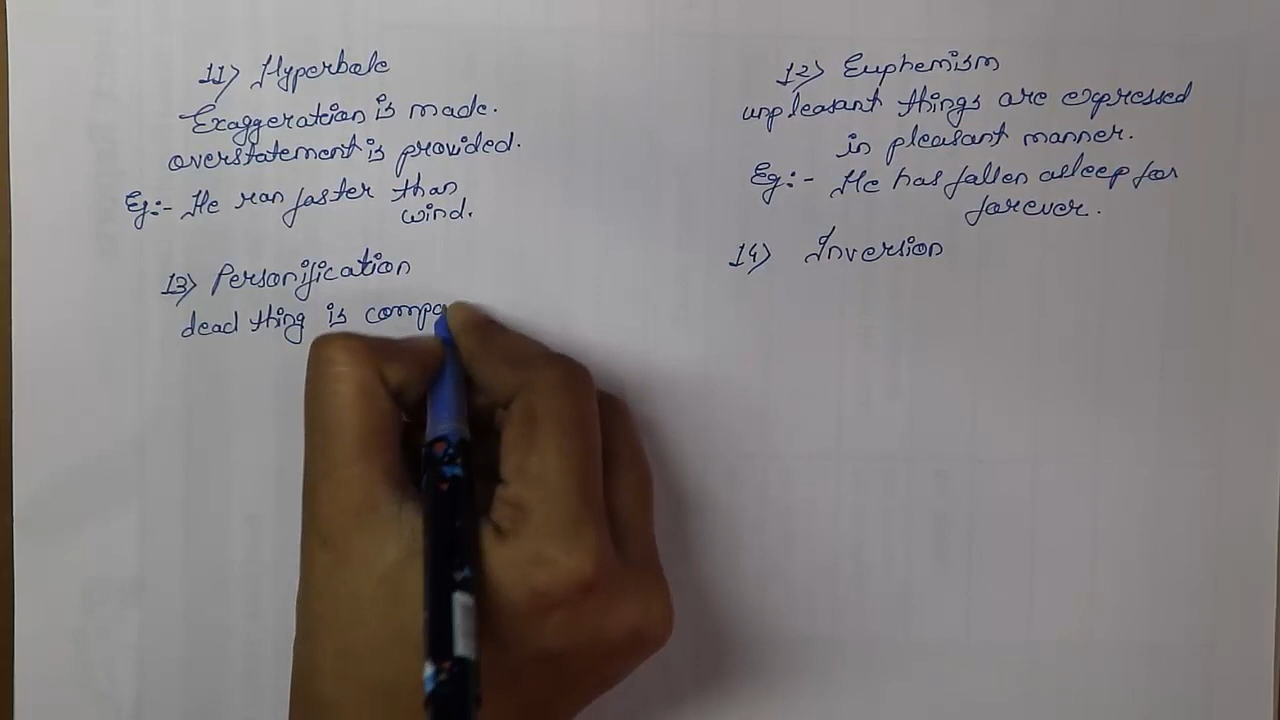 11) Hyperbole
Exaggeration is made.
overstatement is provided.
Eg:- He ran faster than
wind.
12) Euphemism
unpleasant things are expressed
in pleasant manner.
Eg:- He has fallen asleep for
forever.
13) Personification
dead thing is compa
14) Inversion